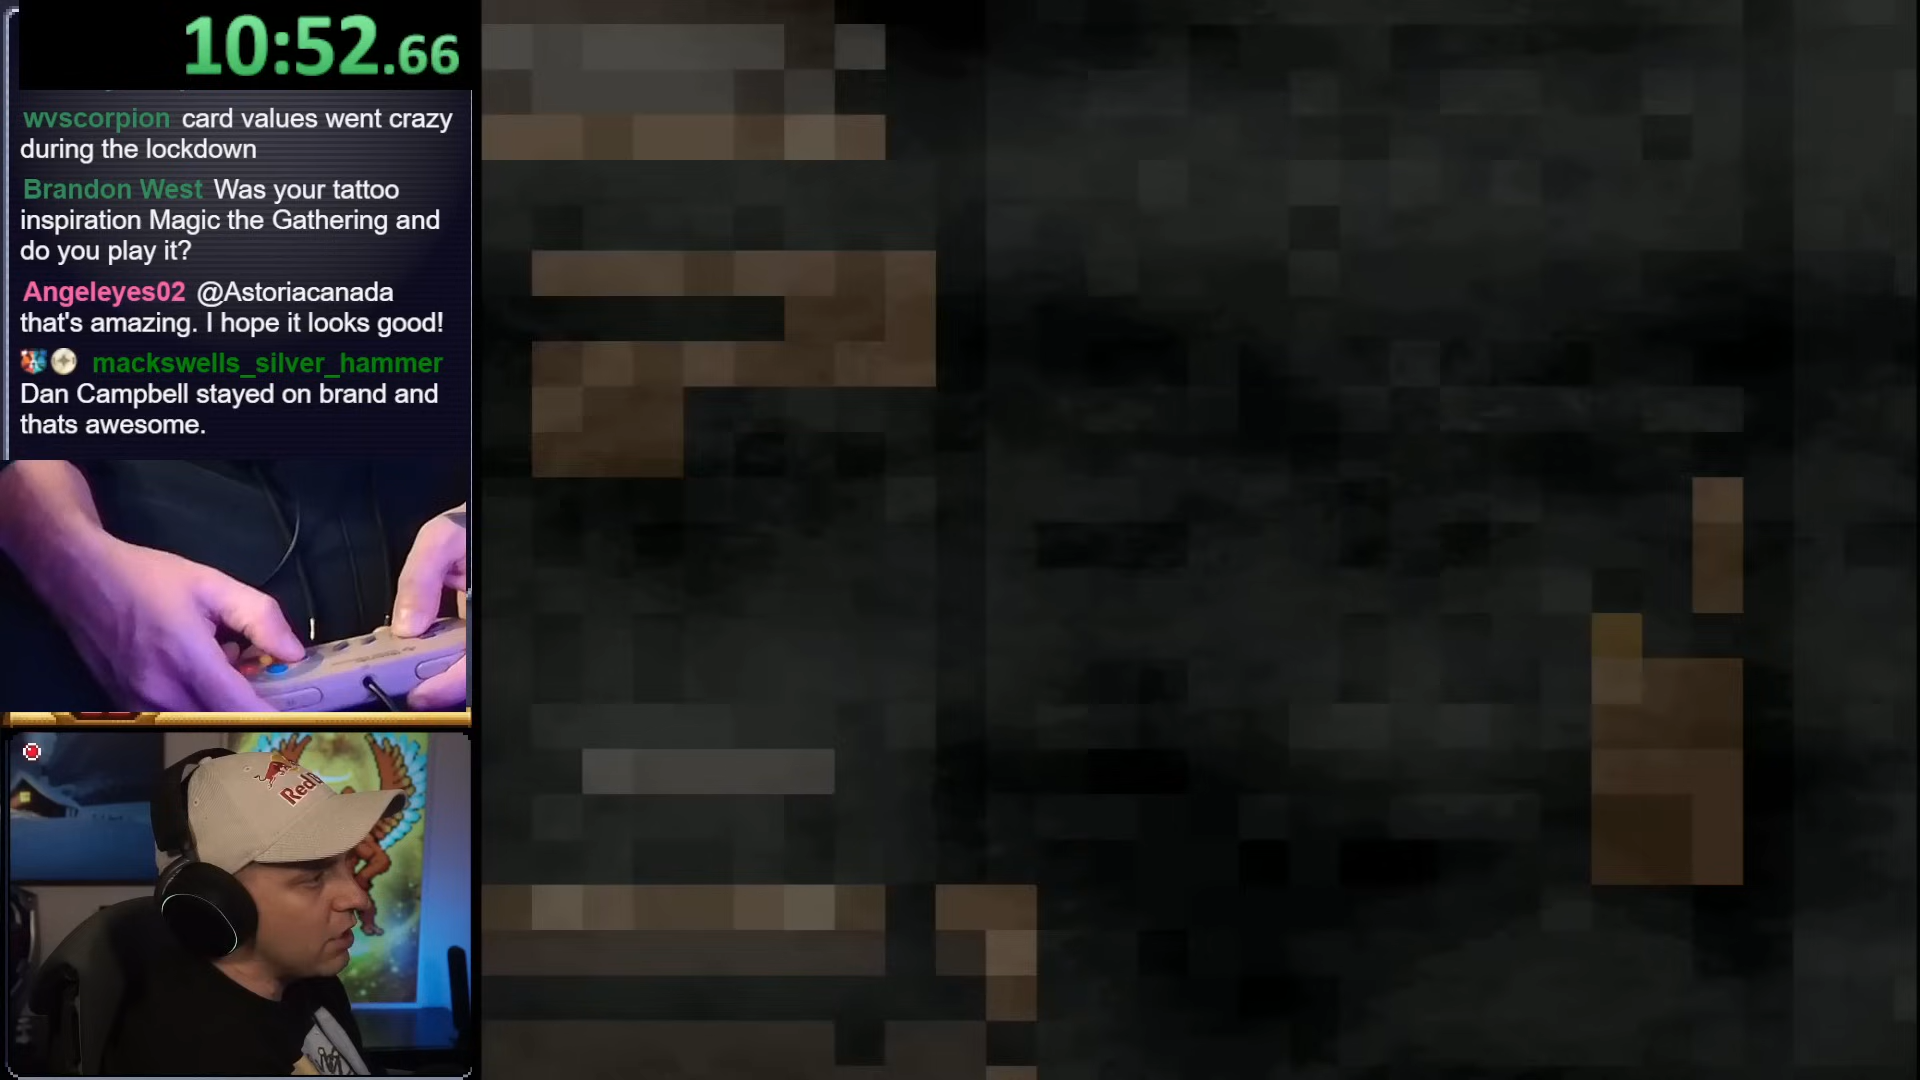 10:52.66
wvscorpion card values went crazy
during the lockdown
Brandon West Was your tattoo
inspiration Magic the Gathering and
do you play it?
Angeleyes02 @Astoriacanada
that's amazing. I hope it looks good!
mackswells_silver_hammer
Dan Campbell stayed on brand and
thats awesome.